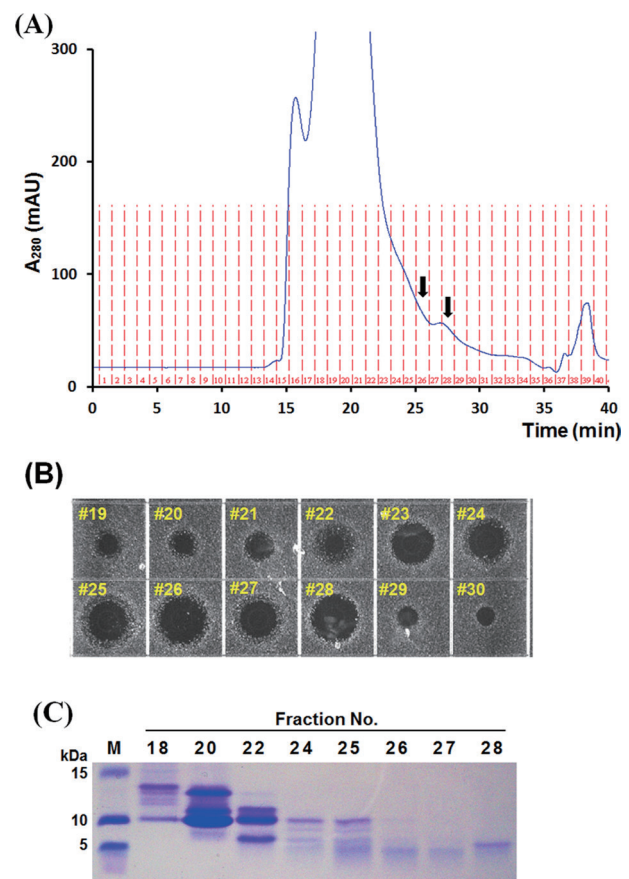 (A)
300
200
100
0
A280 (mAU)
1 2 3 4 5 6 7 8 9 10 11 12 13 14 15 16 17 18 19 20 21 22 23 24 25 26 27 28 29 30 31 32 33 34 35 36 37 38 39 40
0 5 10 15 20 25 30 35 40
Time (min)
(B)
#19 #20 #21 #22 #23 #24
#25 #26 #27 #28 #29 #30
(C)
Fraction No.
kDa M 18 20 22 24 25 26 27 28
15
10
5